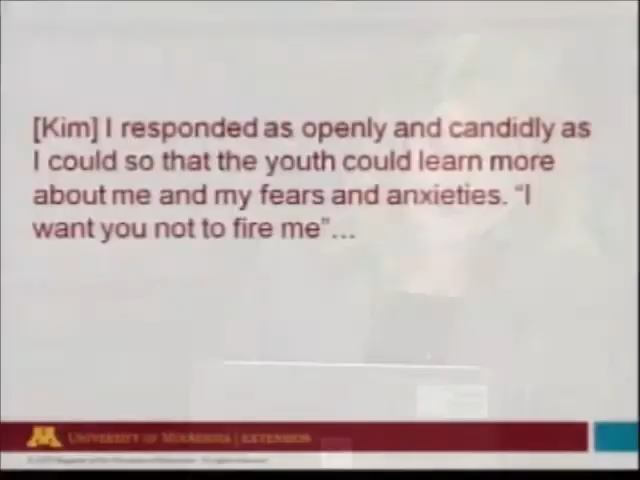 [Kim] I responded as openly and candidly as
I could so that the youth could learn more
about me and my fears and anxieties. “I
want you not to fire me”...
UNIVERSITY OF MINNESOTA | EXTENSION